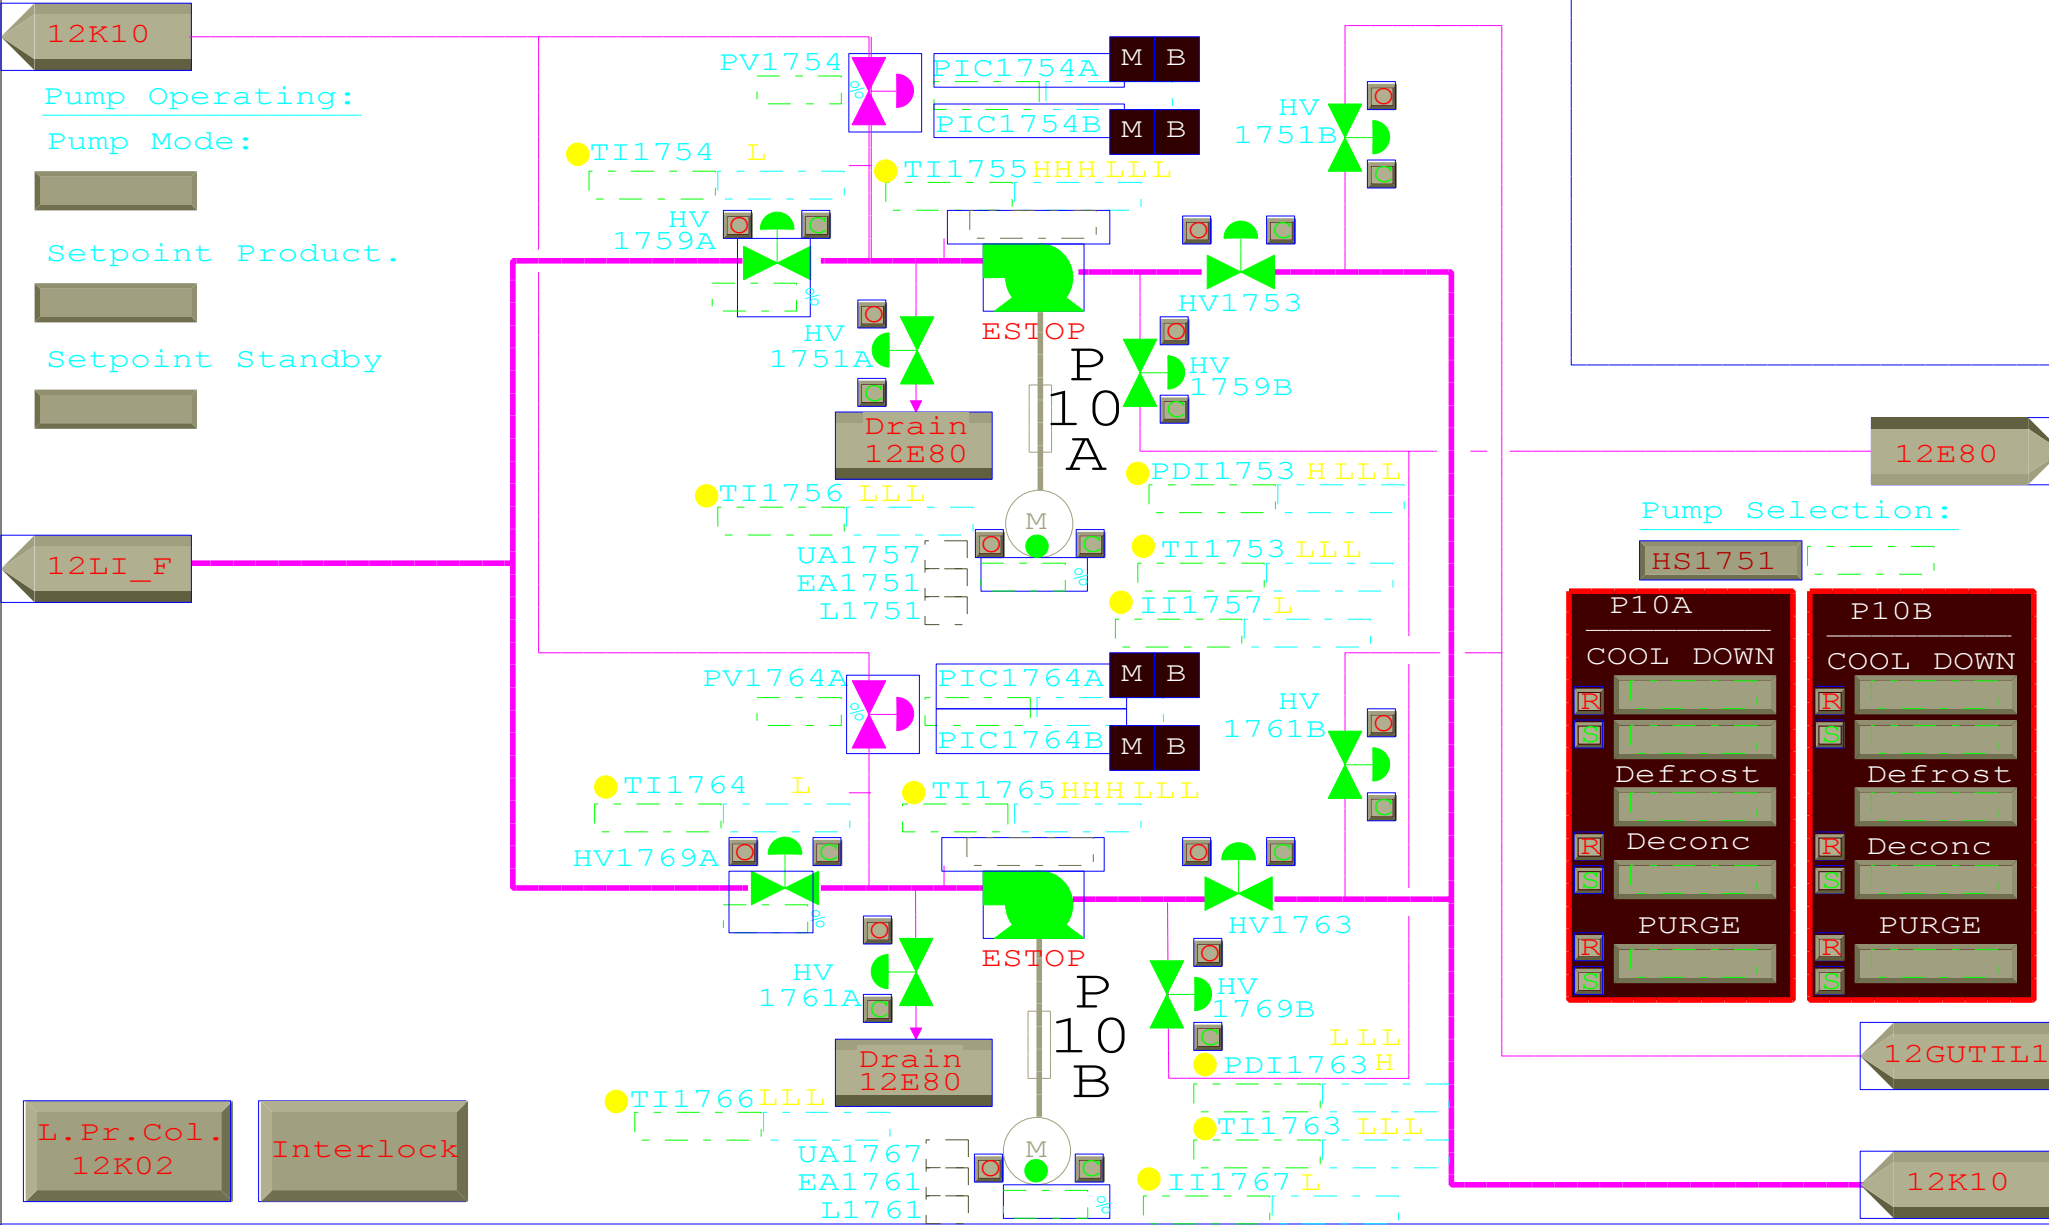 12K10
Pump Operating:
Pump Mode:
Setpoint Product.
Setpoint Standby
12LI_F
L.Pr.Col.
12K02
Interlock
PV1754
%
PIC1754A
M B
PIC1754B
M B
HV
1751B
O
C
TI1754 L
TI1755 HHH LLL
HV
1759A
O
C
%
O
C
HV1753
HV
1751A
O
C
Drain
12E80
ESTOP
P
10
A
HV
1759B
O
C
TI1756 LLL
PDI1753 H LLL
M
O
C
%
TI1753 LLL
UA1757
EA1751
L1751
II1757 L
PV1764A
%
PIC1764A
M B
PIC1764B
M B
HV
1761B
O
C
TI1764 L
TI1765 HHH LLL
HV1769A
O
C
%
O
C
HV1763
HV
1761A
O
C
Drain
12E80
ESTOP
P
10
B
HV
1769B
O
C
LLL
PDI1763 H
TI1766 LLL
M
O
C
%
TI1763 LLL
UA1767
EA1761
L1761
II1767 L
12E80
Pump Selection:
HS1751
P10A
COOL DOWN
R
S
Defrost
Deconc
R
S
PURGE
R
S
P10B
COOL DOWN
R
S
Defrost
Deconc
R
S
PURGE
R
S
12GUTIL1
12K10